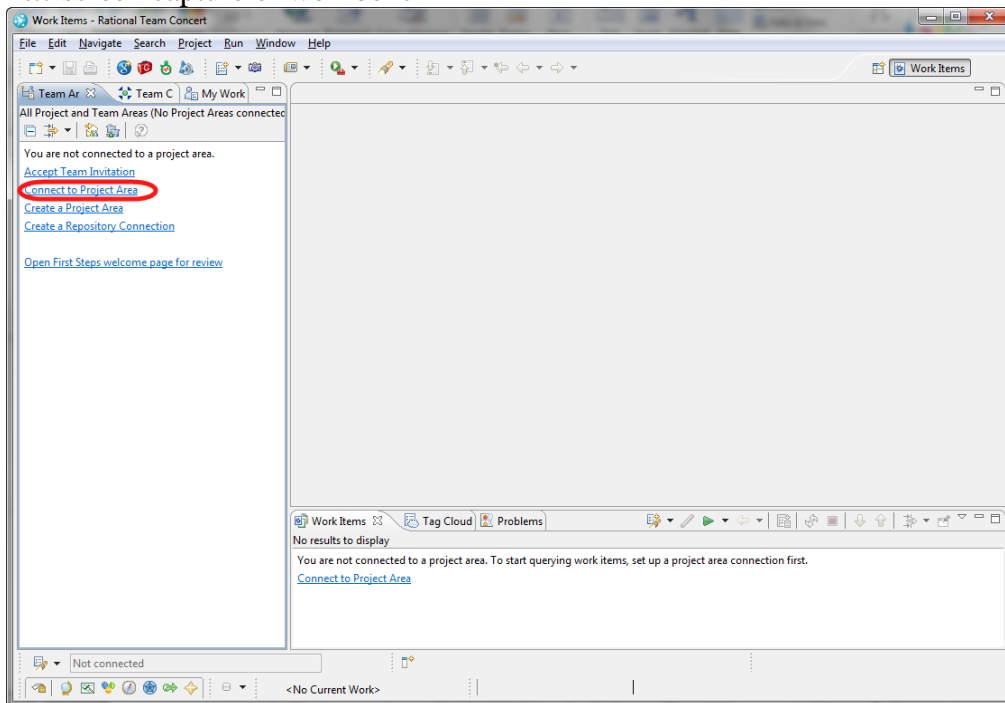 Work Items - Rational Team Concert
File Edit Navigate Search Project Run Window Help
Work Items
Team Ar Team C My Work
All Project and Team Areas (No Project Areas connected
You are not connected to a project area.
Accept Team Invitation
Connect to Project Area
Create a Project Area
Create a Repository Connection
Open First Steps welcome page for review
Work Items Tag Cloud Problems
No results to display
You are not connected to a project area. To start querying work items, set up a project area connection first.
Connect to Project Area
Not connected
<No Current Work>